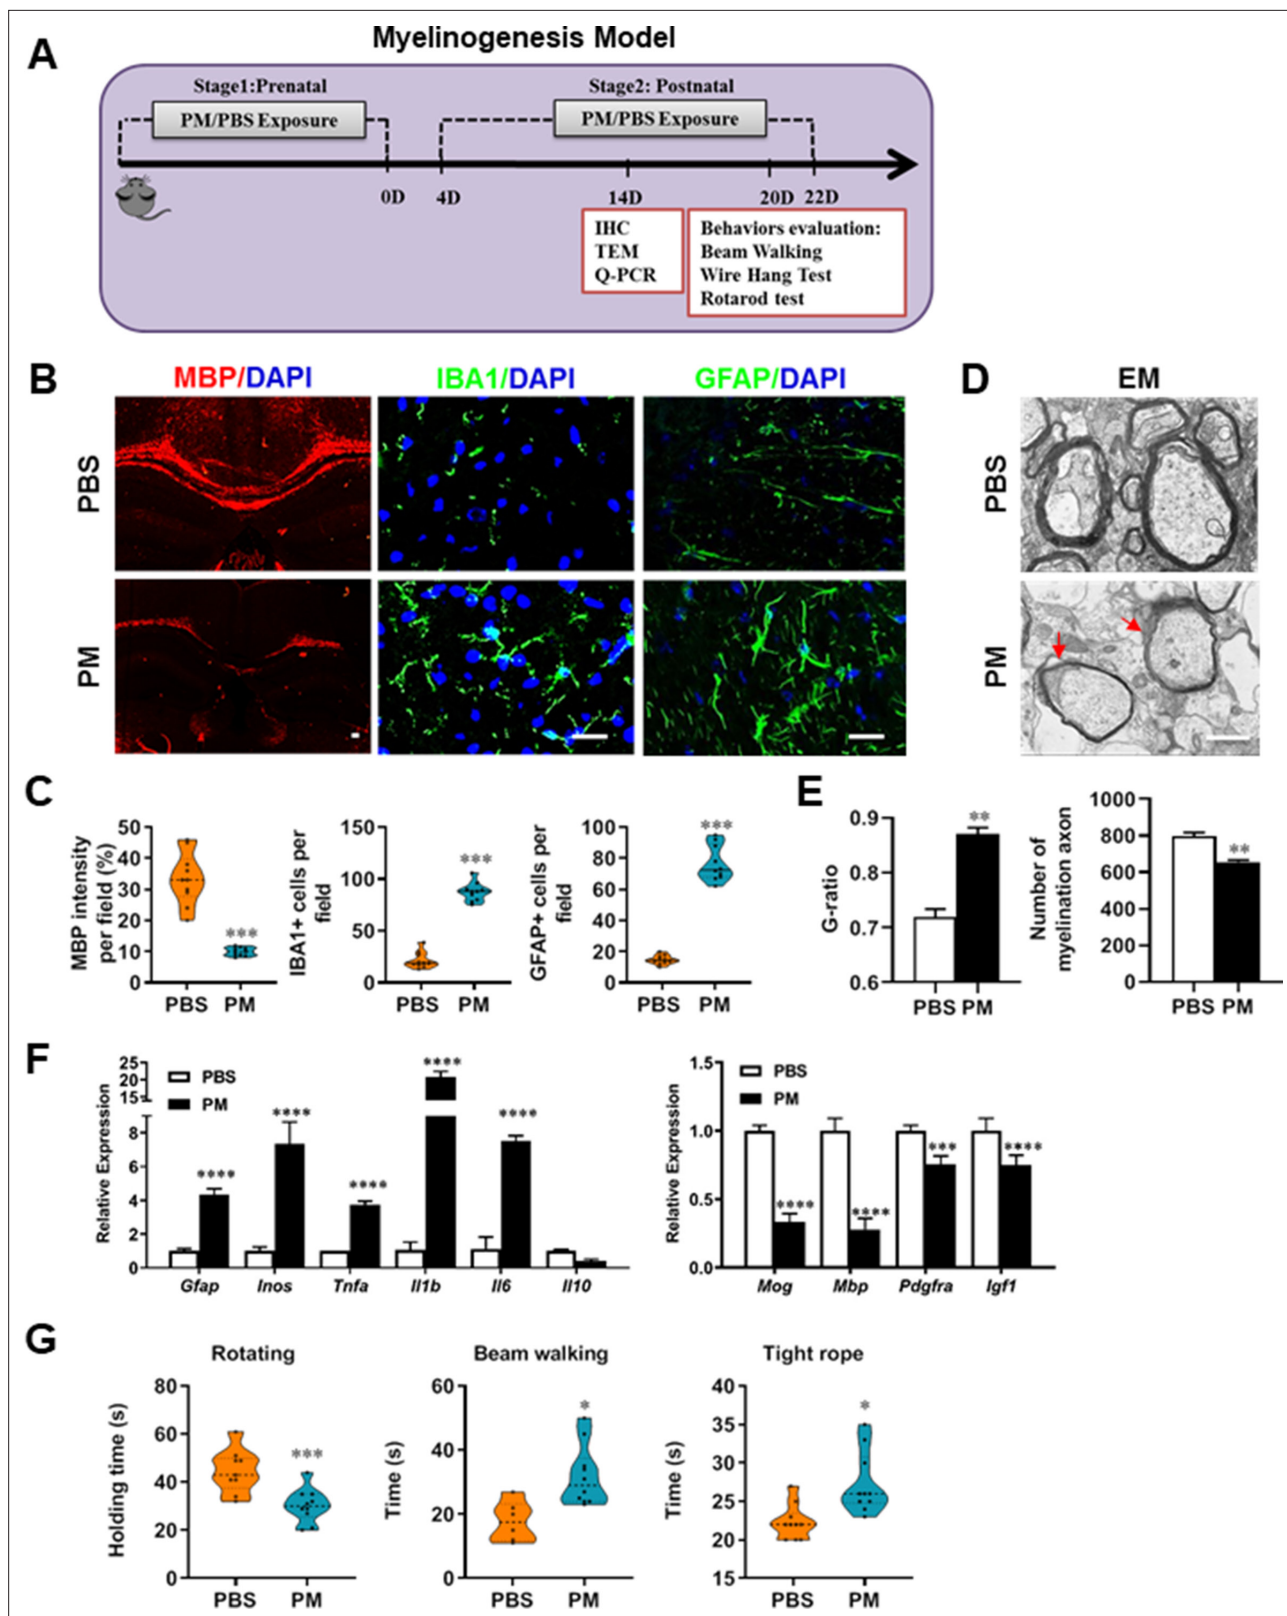 A
Myelinogenesis Model
Stage1:Prenatal
Stage2: Postnatal
PM/PBS Exposure
PM/PBS Exposure
0D
4D
14D
20D
22D
IHC
TEM
Q-PCR
Behaviors evaluation:
Beam Walking
Wire Hang Test
Rotarod test
B
MBP/DAPI
IBA1/DAPI
GFAP/DAPI
PBS
PM
D
EM
PBS
PM
C
MBP intensity
per field (%)
50
40
30
20
10
0
***
PBS PM
IBA1+ cells per
field
150
100
50
0
***
PBS PM
GFAP+ cells per
field
100
80
60
40
20
0
***
PBS PM
E
G-ratio
0.9
0.8
0.7
0.6
**
PBS PM
Number of
myelination axon
1000
800
600
400
200
0
**
PBS PM
F
Relative Expression
25
20
15
8
6
4
2
0
PBS
PM
****
****
****
****
****
Gfap Inos Tnfa Il1b Il6 Il10
Relative Expression
1.5
1.0
0.5
0.0
PBS
PM
****
****
***
****
Mog Mbp Pdgfra Igf1
G
Rotating
Holding time (s)
80
60
40
20
0
***
PBS PM
Beam walking
Time (s)
60
40
20
0
*
PBS PM
Tight rope
Time (s)
40
35
30
25
20
15
*
PBS PM